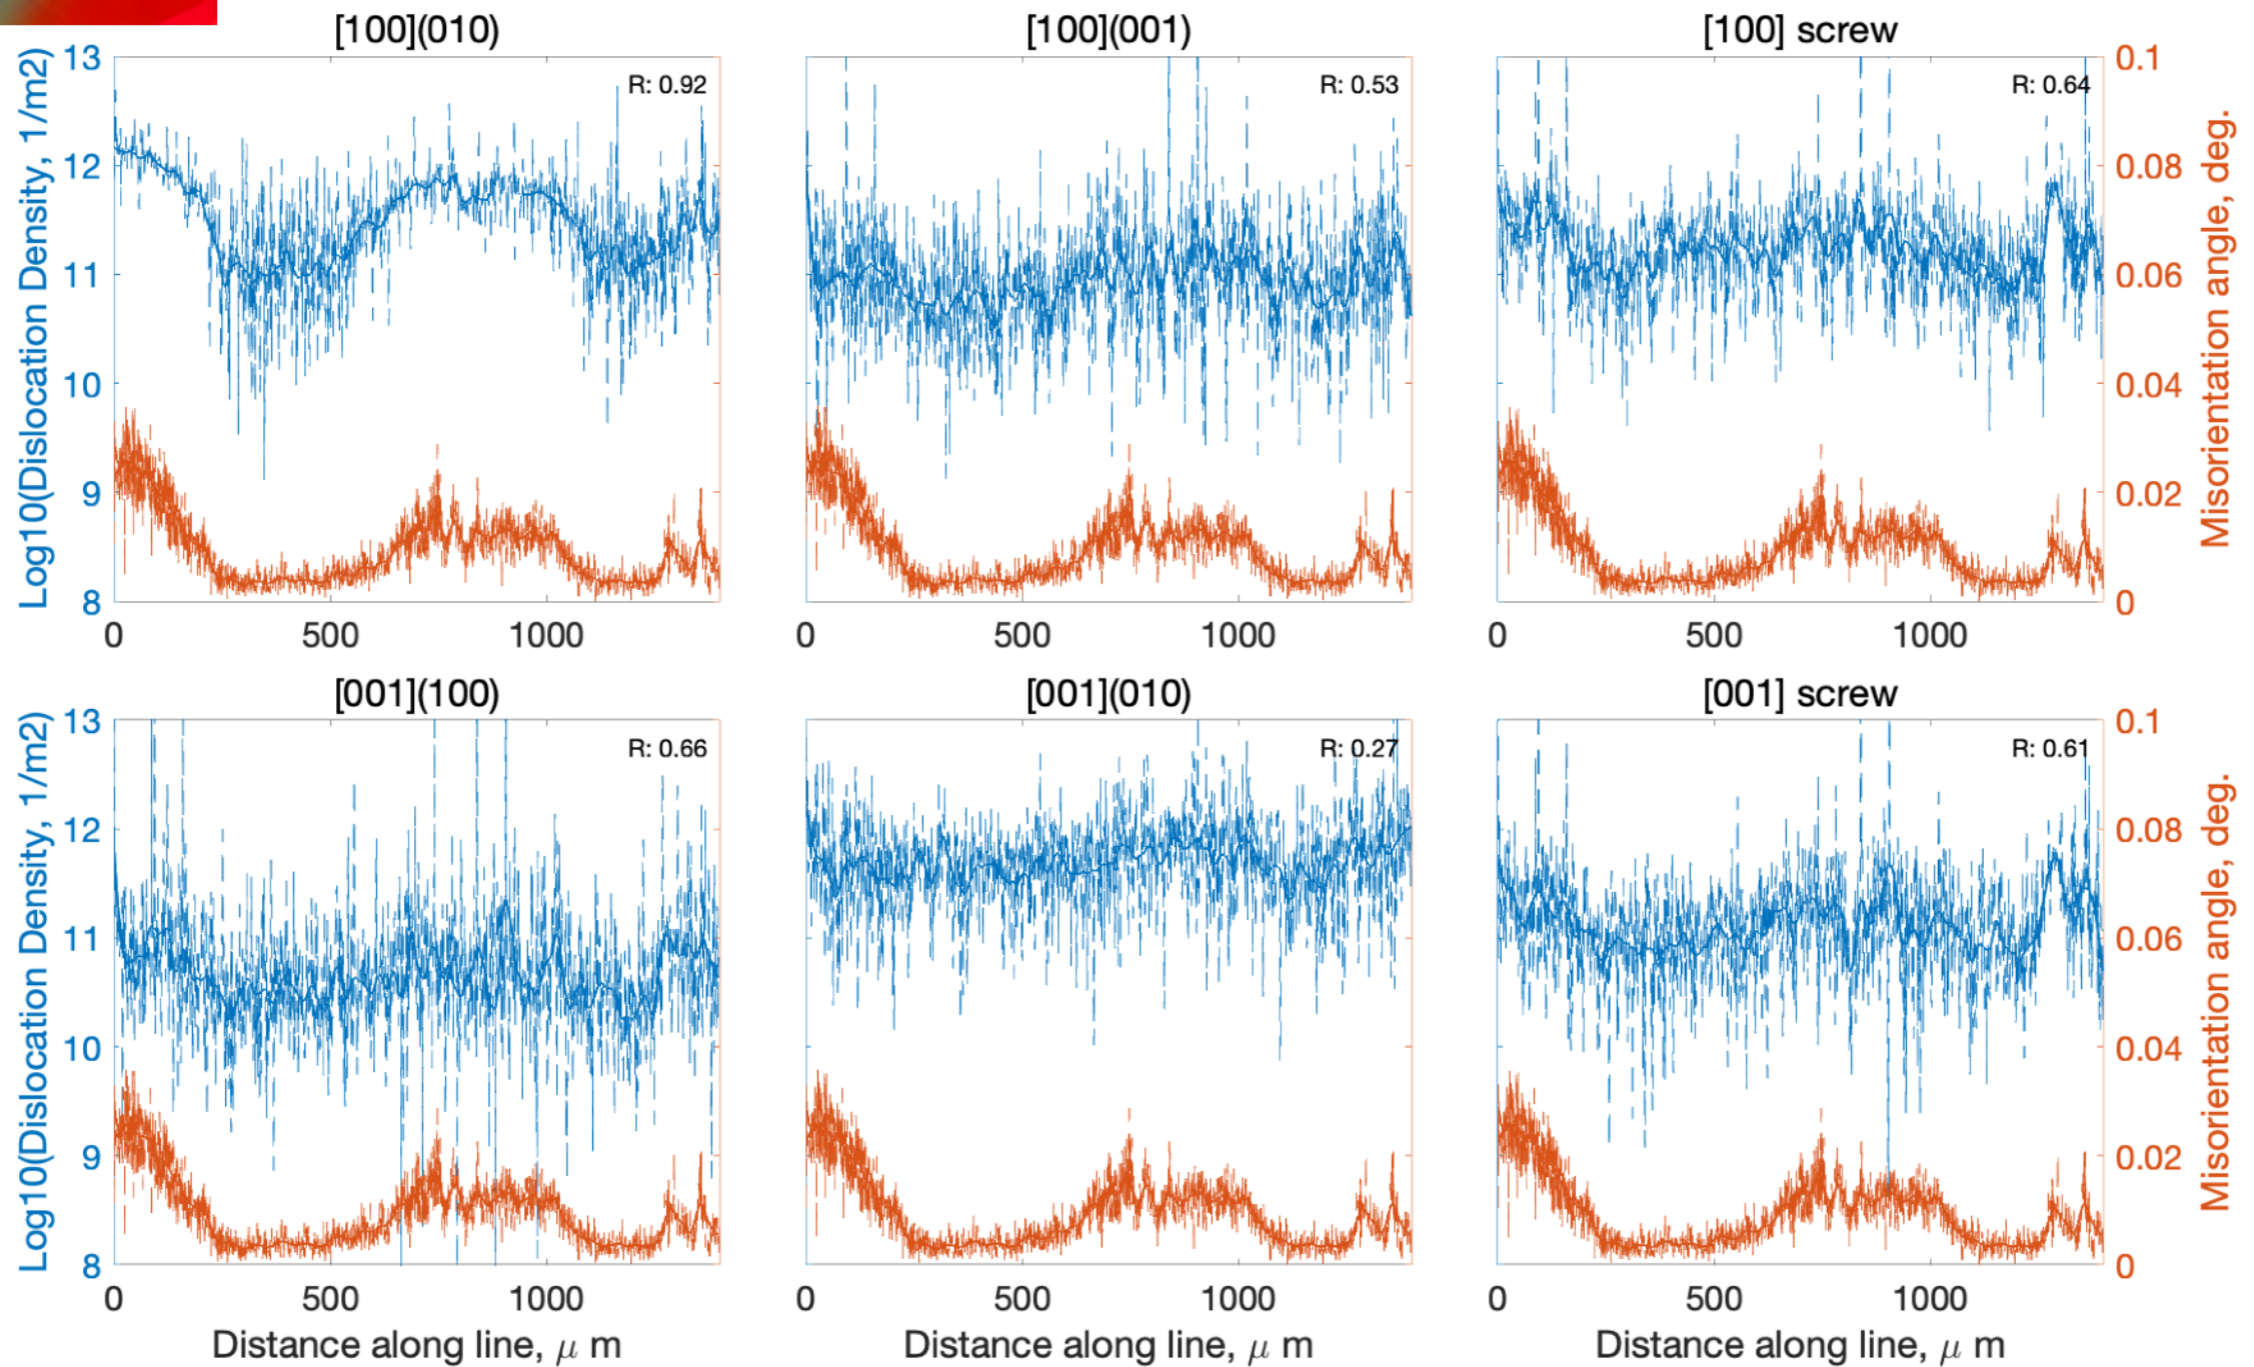 [100](010)
[100](001)
[100] screw
Log10(Dislocation Density, 1/m2)
13
12
11
10
9
8
R: 0.92
R: 0.53
R: 0.64
0.1
0.08
0.06
0.04
0.02
0
Misorientation angle, deg.
0 500 1000
0 500 1000
0 500 1000
[001](100)
[001](010)
[001] screw
Log10(Dislocation Density, 1/m2)
13
12
11
10
9
8
R: 0.66
R: 0.27
R: 0.61
0.1
0.08
0.06
0.04
0.02
0
Misorientation angle, deg.
0 500 1000
0 500 1000
0 500 1000
Distance along line, μ m
Distance along line, μ m
Distance along line, μ m